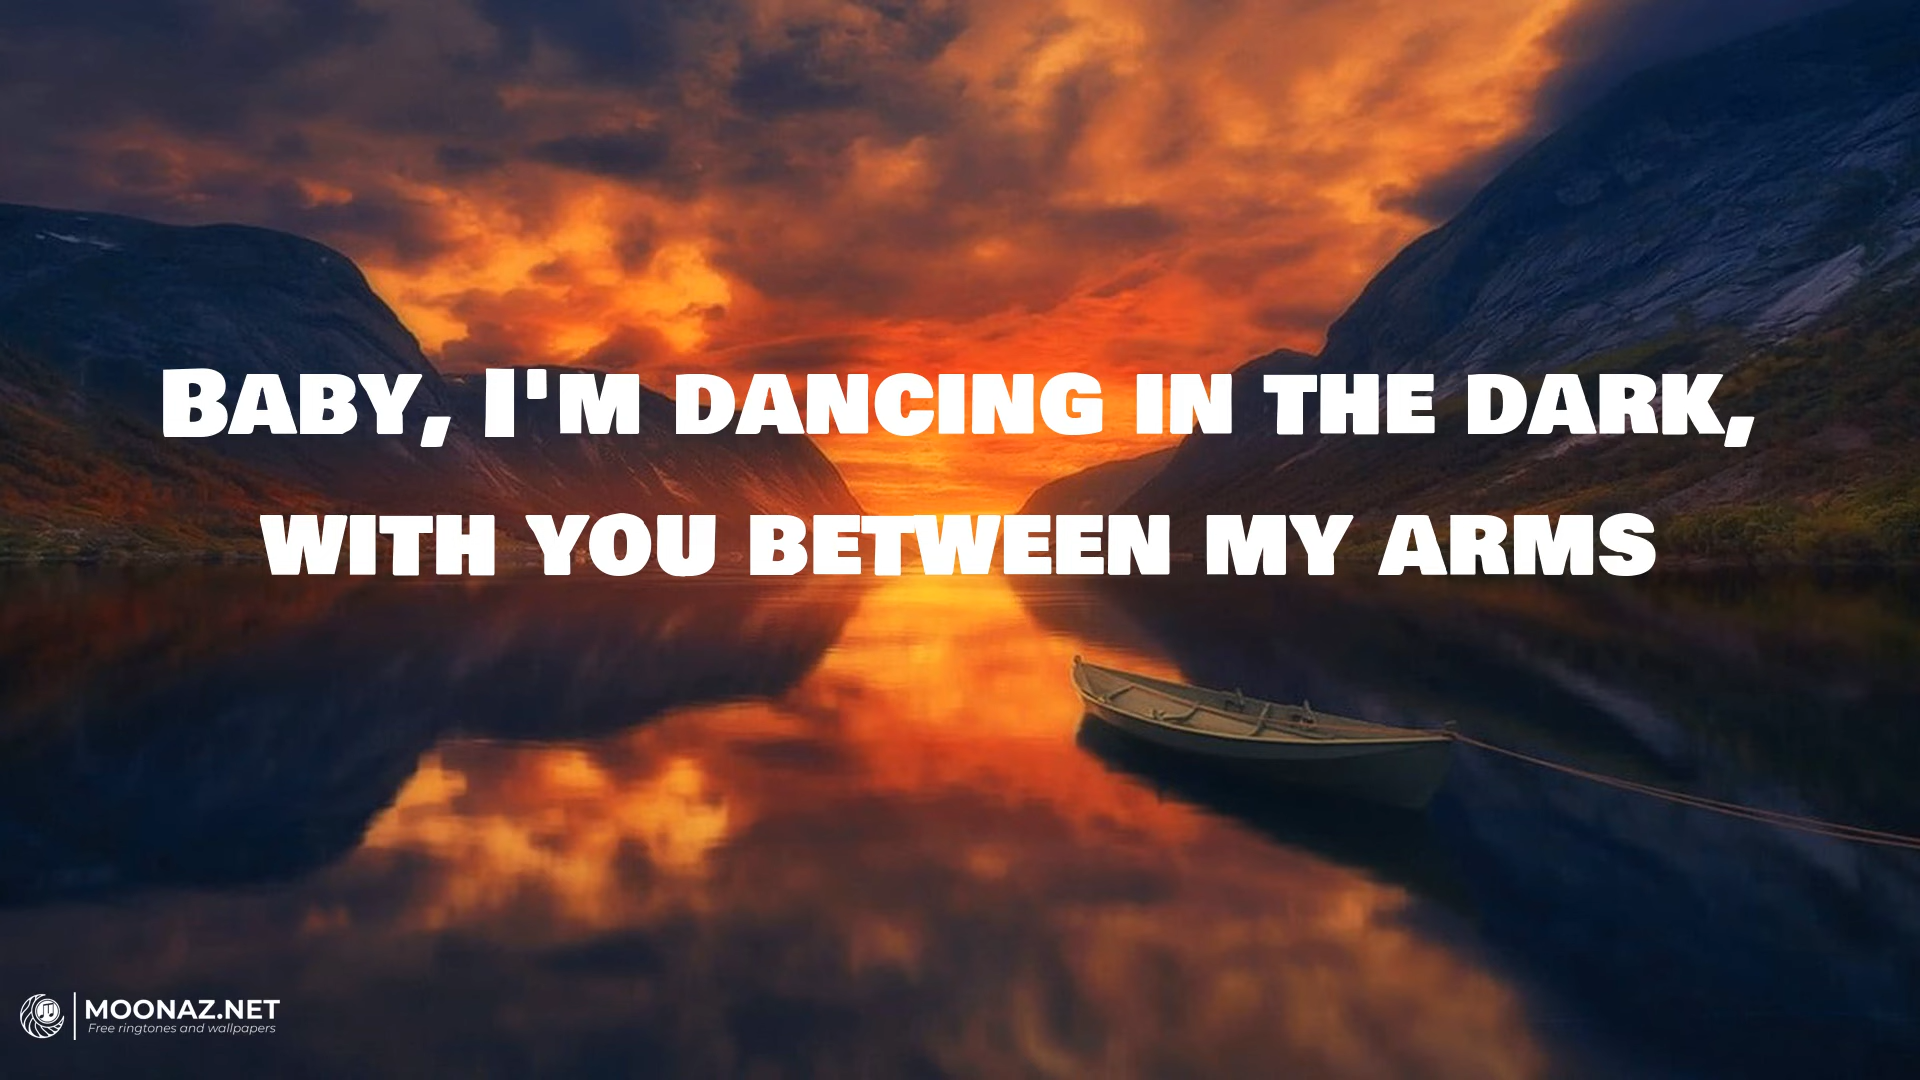 Baby, I'm dancing in the dark,
with you between my arms
MOONAZ.NET
Free ringtones and wallpapers